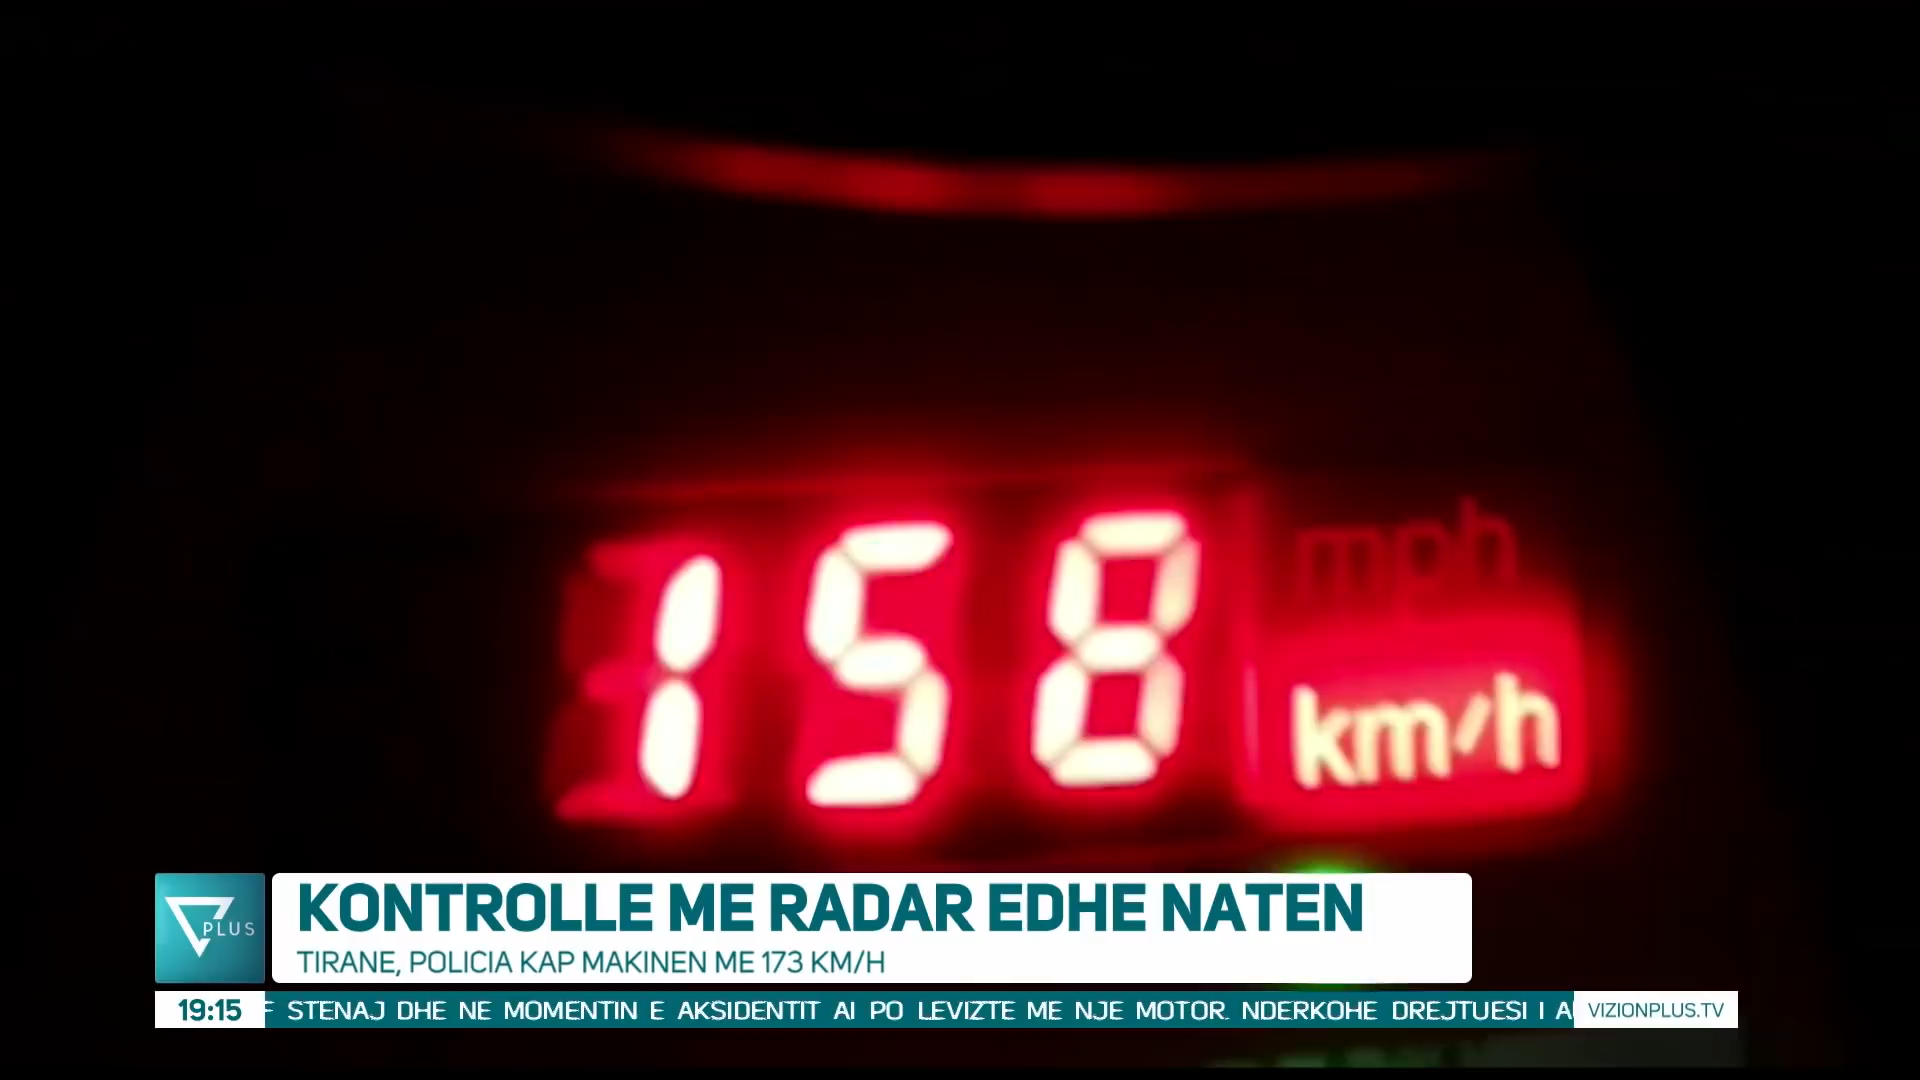 158
mph
km/h
PLUS
KONTROLLE ME RADAR EDHE NATEN
TIRANE, POLICIA KAP MAKINEN ME 173 KM/H
19:15
STENAJ DHE NE MOMENTIN E AKSIDENTIT AI PO LEVIZTE ME NJE MOTOR. NDERKOHE DREJTUESI I
VIZIONPLUS.TV